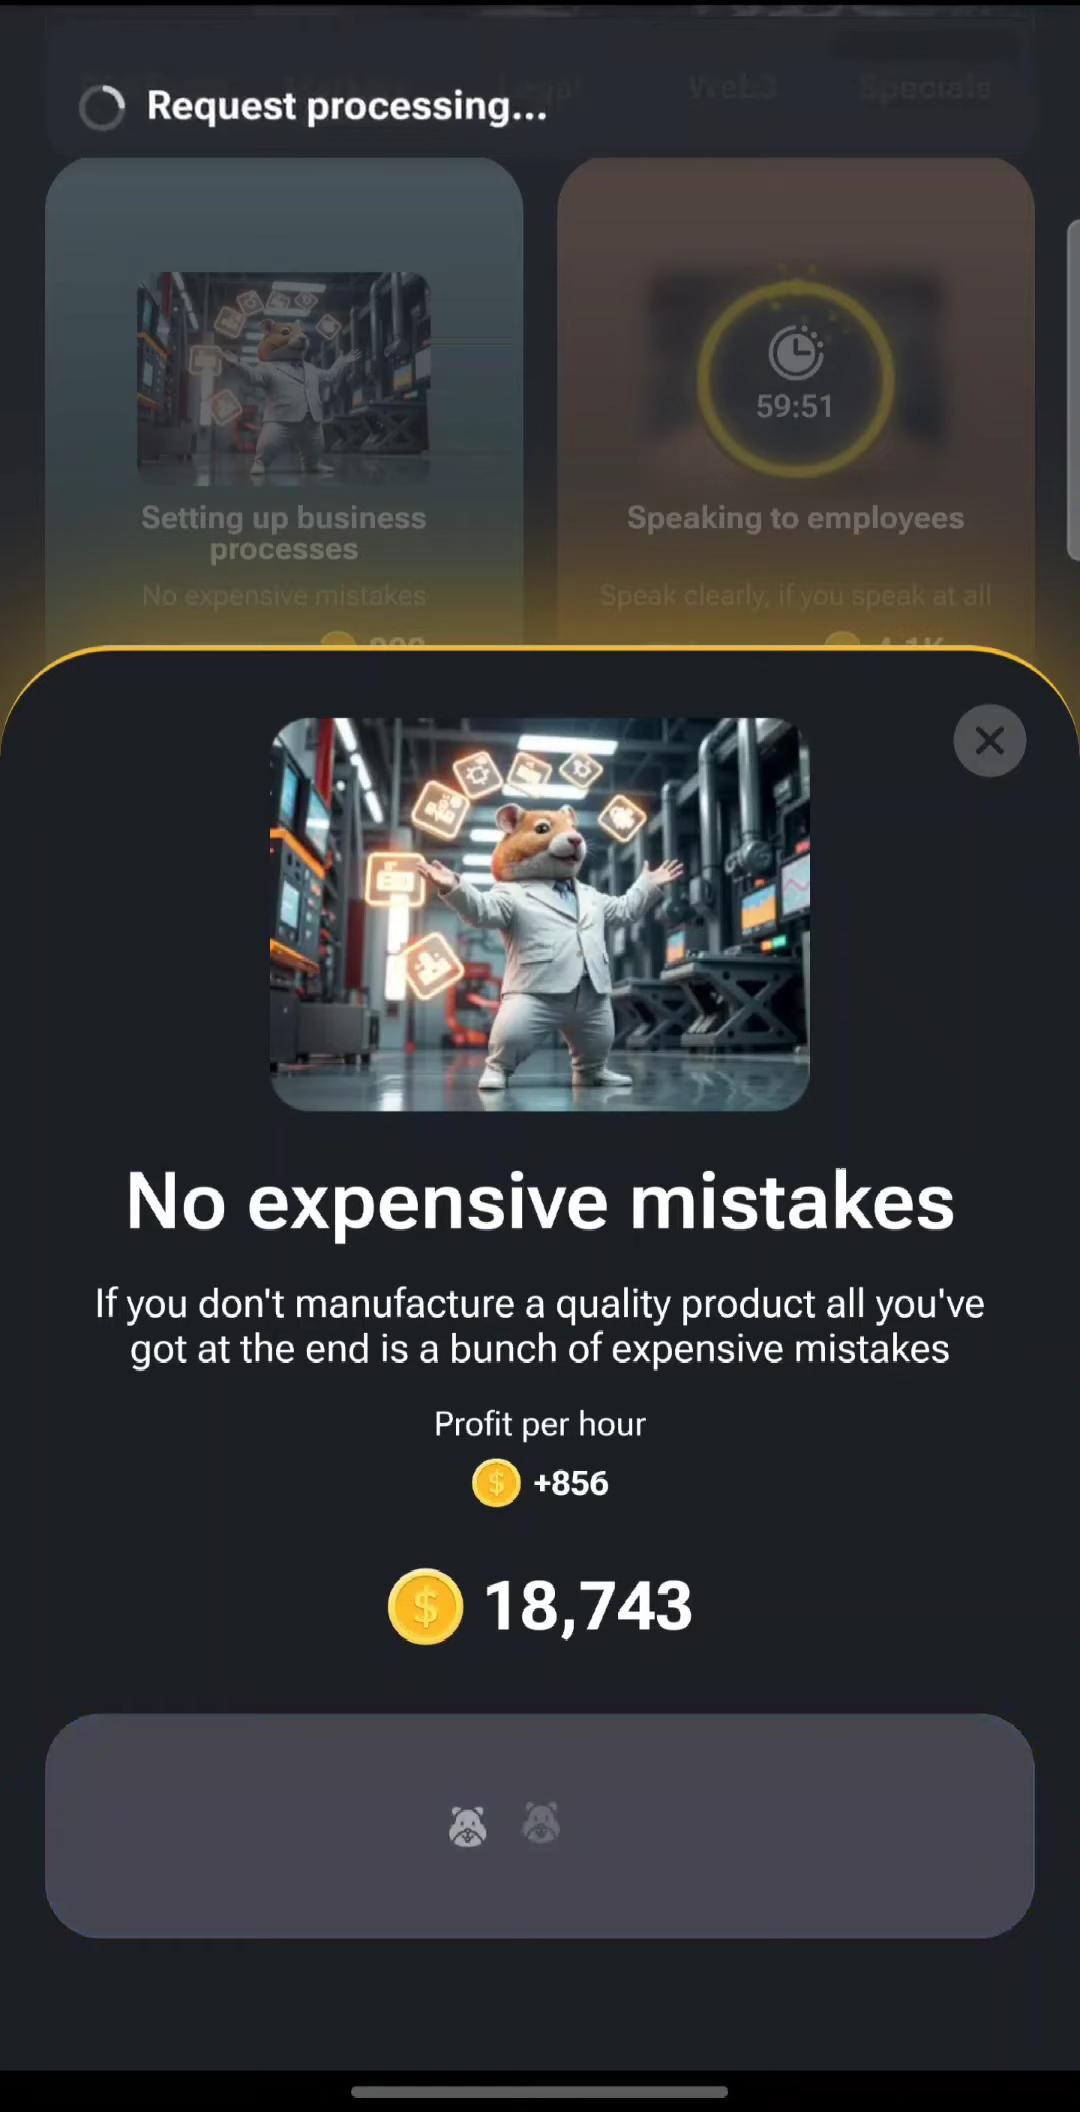 Web3
Specials
Request processing...
59:51
Setting up business
processes
Speaking to employees
No expensive mistakes
Speak clearly, if you speak at all
No expensive mistakes
If you don't manufacture a quality product all you've
got at the end is a bunch of expensive mistakes
Profit per hour
+856
18,743